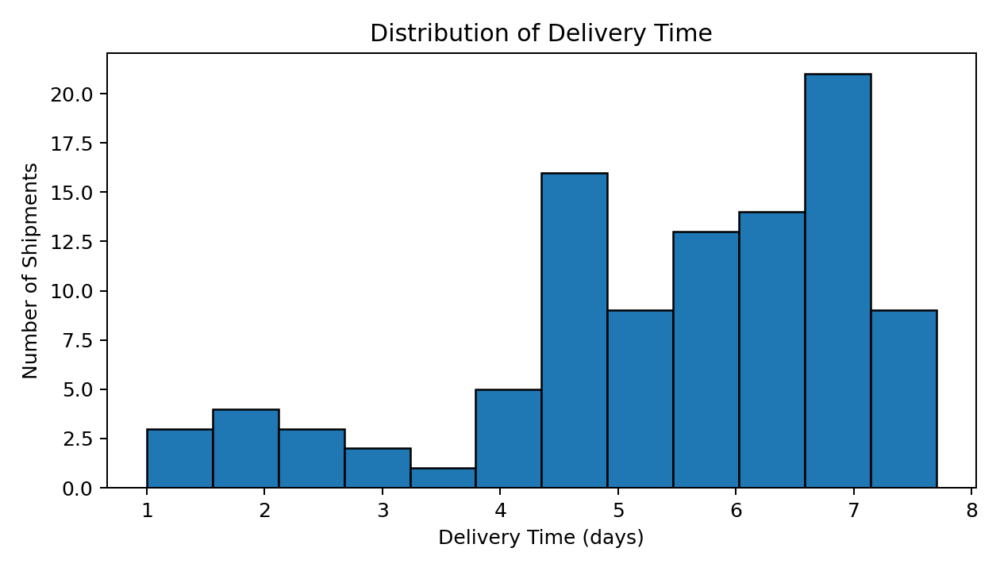 Distribution of Delivery Time
Number of Shipments
20.0
17.5
15.0
12.5
10.0
7.5
5.0
2.5
0.0
1 2 3 4 5 6 7 8
Delivery Time (days)